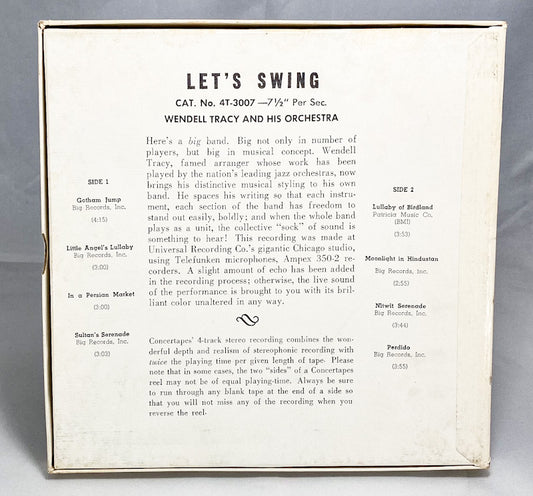 LET'S SWING
CAT. No. 4T-3007 —7½" Per Sec.
WENDELL TRACY AND HIS ORCHESTRA
SIDE 1
Gotham Jump
Big Records, Inc.
(4:15)
Little Angel's Lullaby
Big Records, Inc.
(3:00)
In a Persian Market
(3:00)
Sultan's Serenade
Big Records, Inc.
(3:03)
Here's a big band. Big not only in number of
players, but big in musical concept. Wendell
Tracy, famed arranger whose work has been
played by the nation's leading jazz orchestras, now
brings his distinctive musical styling to his own
band. He spaces his writing so that each instru-
ment, each section of the band has freedom to
stand out easily, boldly; and when the whole band
plays as a unit, the collective "sock" of sound is
something to hear! This recording was made at
Universal Recording Co.'s gigantic Chicago studio,
using Telefunken microphones, Ampex 350-2 re-
corders. A slight amount of echo has been added
in the recording process; otherwise, the live sound
of the performance is brought to you with its bril-
liant color unaltered in any way.
Concertapes' 4-track stereo recording combines the won-
derful depth and realism of stereophonic recording with
twice the playing time per given length of tape. Please
note that in some cases, the two "sides" of a Concertapes
reel may not be of equal playing-time. Always be sure
to run through any blank tape at the end of a side so
that you will not miss any of the recording when you
reverse the reel.
SIDE 2
Lullaby of Birdland
Patricia Music Co.
(BMI)
(3:53)
Moonlight in Hindustan
Big Records, Inc.
(2:55)
Nitwit Serenade
Big Records, Inc.
(3:44)
Perdido
Big Records, Inc.
(3:55)